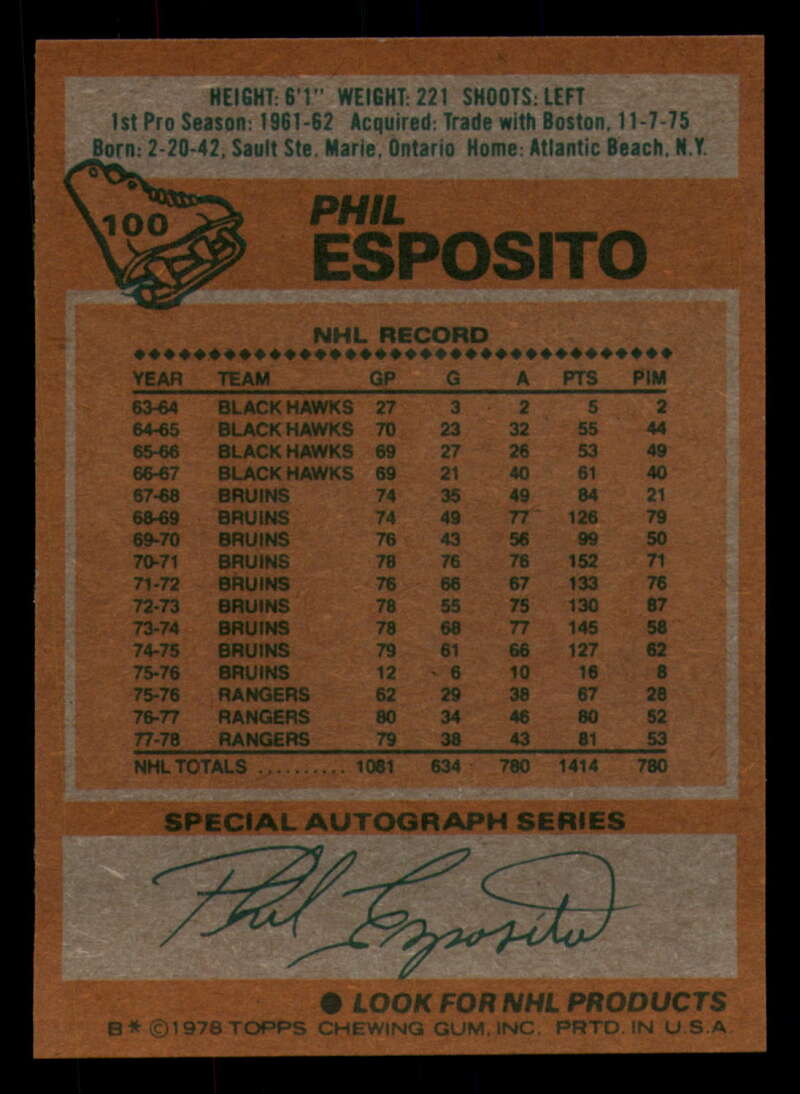 HEIGHT: 6'1" WEIGHT: 221 SHOOTS: LEFT
1st Pro Season: 1961-62 Acquired: Trade with Boston, 11-7-75
Born: 2-20-42, Sault Ste. Marie, Ontario Home: Atlantic Beach, N.Y.
100
PHIL
ESPOSITO
NHL RECORD
YEAR TEAM GP G A PTS PIM
63-64 BLACK HAWKS 27 3 2 5 2
64-65 BLACK HAWKS 70 23 32 55 44
65-66 BLACK HAWKS 69 27 26 53 49
66-67 BLACK HAWKS 69 21 40 61 40
67-68 BRUINS 74 35 49 84 21
68-69 BRUINS 74 49 77 126 79
69-70 BRUINS 76 43 56 99 50
70-71 BRUINS 78 76 76 152 71
71-72 BRUINS 76 66 67 133 76
72-73 BRUINS 78 55 75 130 87
73-74 BRUINS 78 68 77 145 58
74-75 BRUINS 79 61 66 127 62
75-76 BRUINS 12 6 10 16 8
75-76 RANGERS 62 29 38 67 28
76-77 RANGERS 80 34 46 80 52
77-78 RANGERS 79 38 43 81 53
NHL TOTALS .......... 1081 634 780 1414 780
SPECIAL AUTOGRAPH SERIES
Phil Esposito
● LOOK FOR NHL PRODUCTS
B* ©1978 TOPPS CHEWING GUM, INC. PRTD. IN U.S.A.